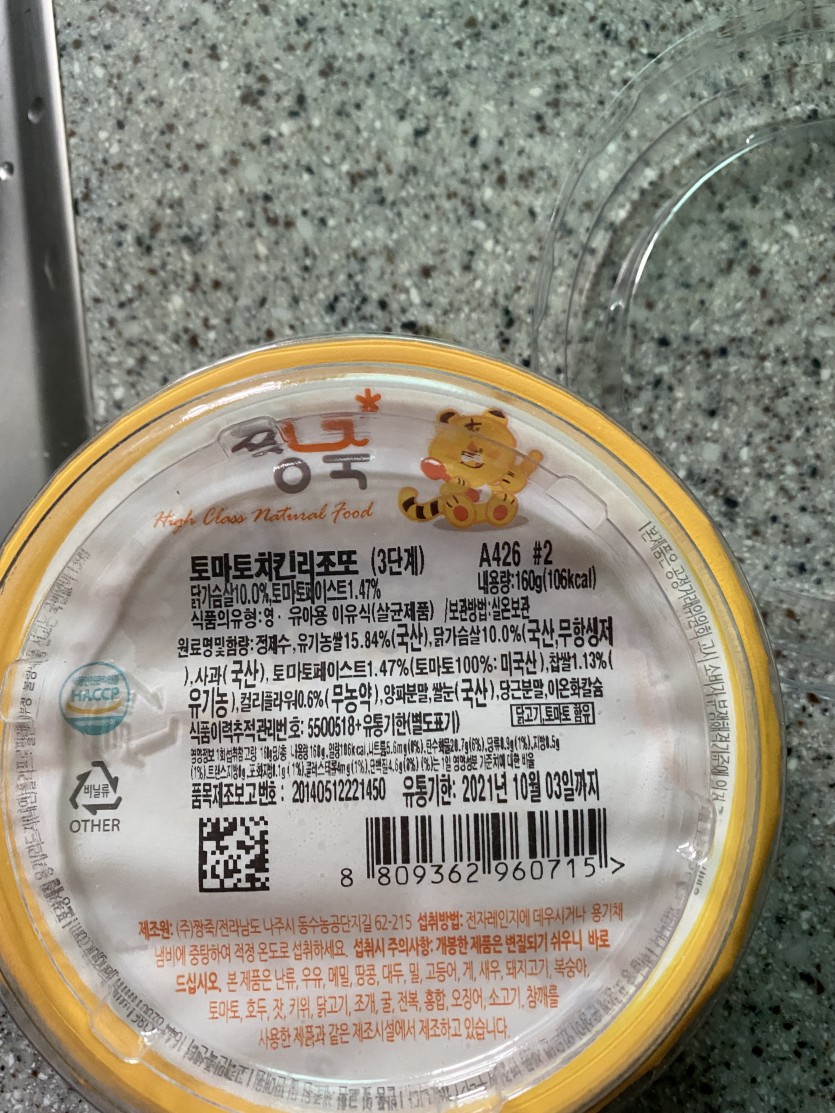 짱죽
High Class Natural Food
토마토치킨리조또 (3단계) A426 #2
닭가슴살10.0%,토마토페이스트1.47% 내용량:160g(106kcal)
식품의유형:영·유아용 이유식(살균제품) /보관방법:실온보관
원료명및함량: 정제수, 유기농쌀15.84%(국산),닭가슴살10.0%(국산,무항생제
),사과(국산), 토마토페이스트1.47%(토마토100%: 미국산),찹쌀1.13%(
유기농),컬리플라워0.6%(무농약),양파분말,쌀눈(국산),당근분말,이온화칼슘
닭고기,토마토 함유
식품이력추적관리번호: 5500518+유통기한(별도표기)
품목제조보고번호 : 20140512221450 유통기한: 2021년 10월 03일까지
HACCP
비닐류
OTHER
8 809362 960715 >
제조원: (주)짱죽/전라남도 나주시 동수농공단지길 62-215 섭취방법: 전자레인지에 데우시거나 용기채
냄비에 중탕하여 적정 온도로 섭취하세요. 섭취시 주의사항: 개봉한 제품은 변질되기 쉬우니 바로
드십시오. 본 제품은 난류, 우유, 메밀, 땅콩, 대두, 밀, 고등어, 게, 새우, 돼지고기, 복숭아,
토마토, 호두, 잣, 키위, 닭고기, 조개, 굴, 전복, 홍합, 오징어, 소고기, 참깨를
사용한 제품과 같은 제조시설에서 제조하고 있습니다.